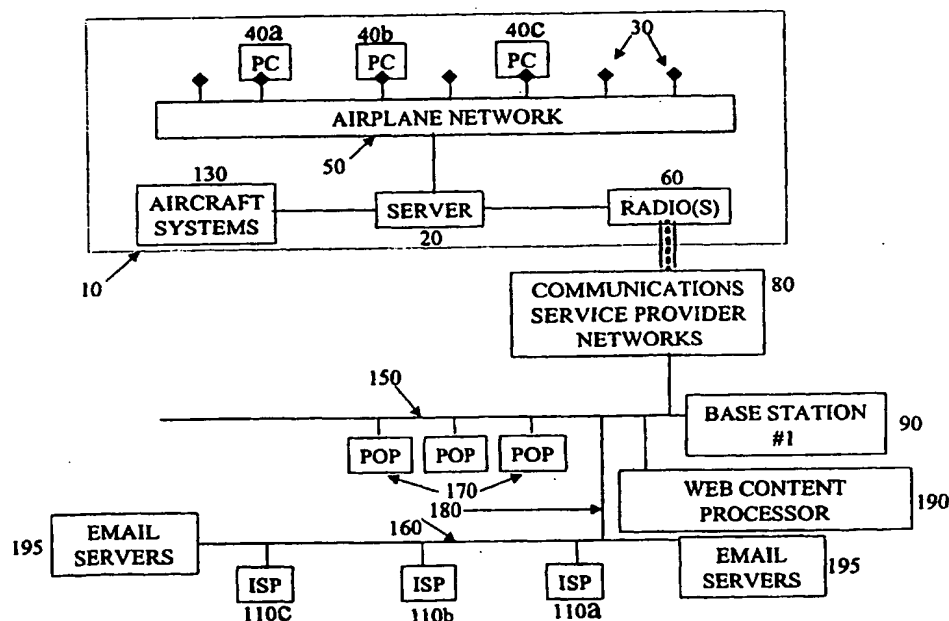 40a 40b 40c 30
PC PC PC
AIRPLANE NETWORK
50
130 60
AIRCRAFT
SYSTEMS
SERVER
RADIO(S)
20
10
COMMUNICATIONS
SERVICE PROVIDER
NETWORKS
80
150
BASE STATION
#1
90
POP POP POP
170
180
WEB CONTENT
PROCESSOR
190
160
195
EMAIL
SERVERS
EMAIL
SERVERS
195
ISP ISP ISP
110c 110b 110a